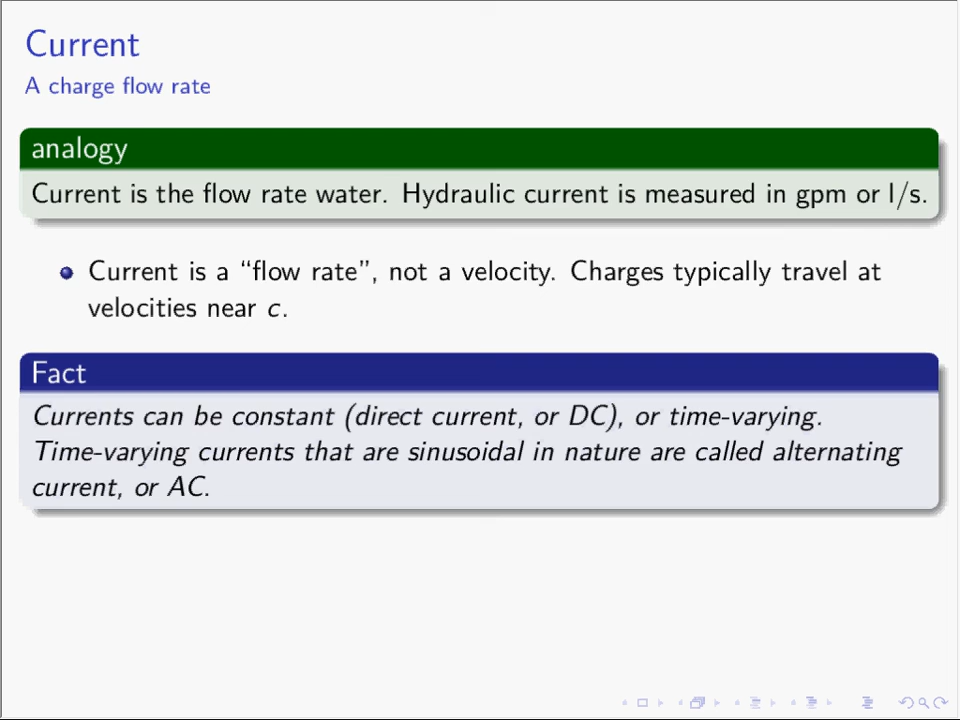 Current
A charge flow rate
analogy
Current is the flow rate water. Hydraulic current is measured in gpm or l/s.
Current is a “flow rate”, not a velocity. Charges typically travel at
velocities near c.
Fact
Currents can be constant (direct current, or DC), or time-varying.
Time-varying currents that are sinusoidal in nature are called alternating
current, or AC.